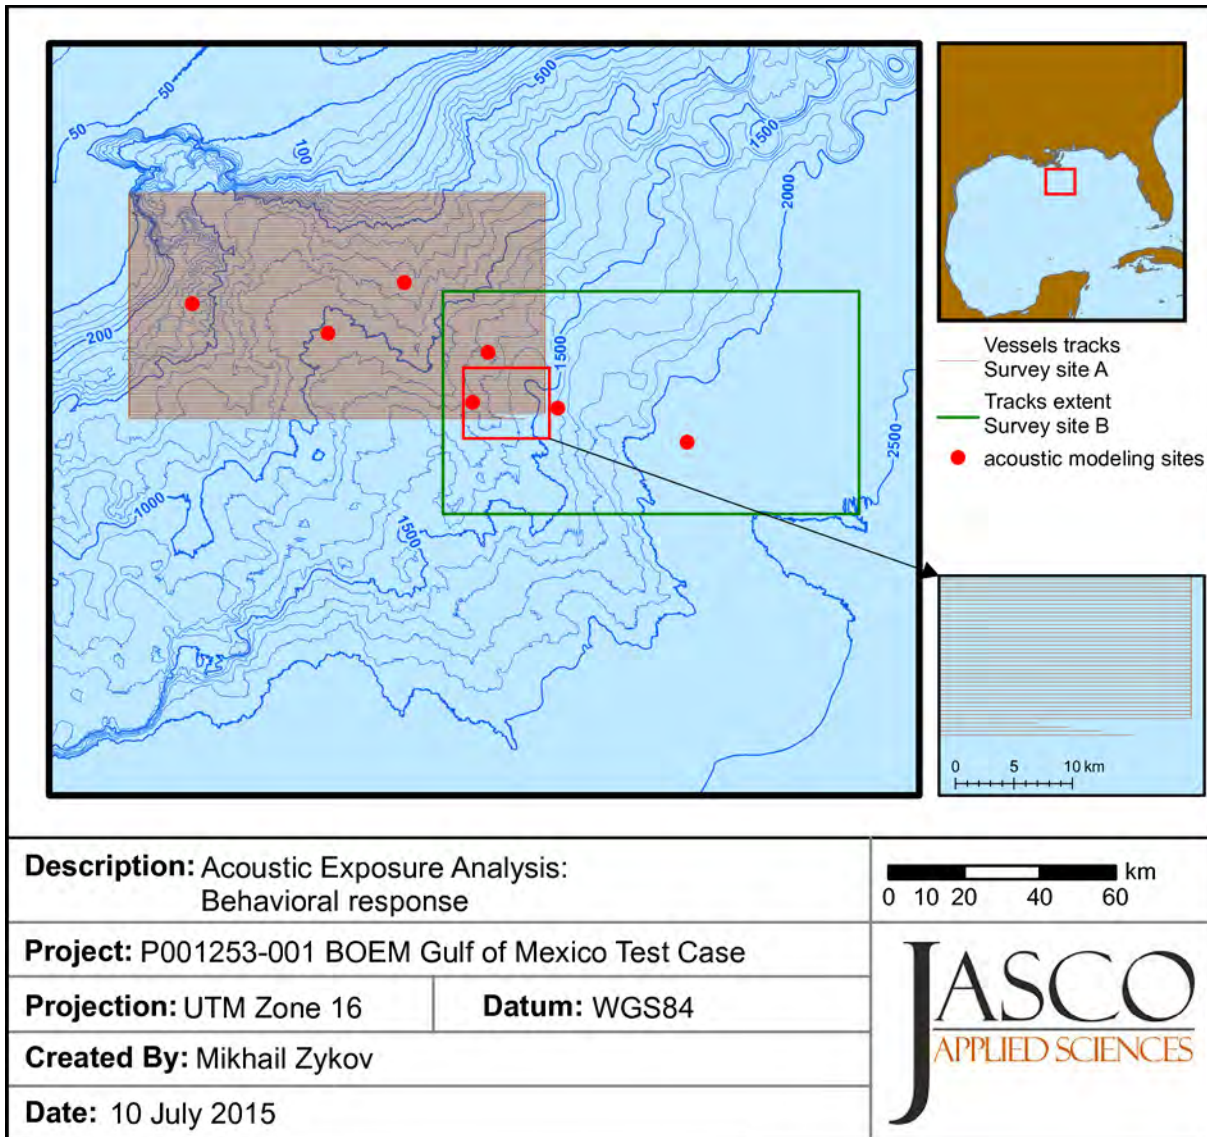 50
50
100
500
1500
2000
200
1500
2500
1000
1500
Vessels tracks
Survey site A
Tracks extent
Survey site B
acoustic modeling sites
0 5 10 km
Description: Acoustic Exposure Analysis:
Behavioral response
km
0 10 20 40 60
Project: P001253-001 BOEM Gulf of Mexico Test Case
Projection: UTM Zone 16 Datum: WGS84
Created By: Mikhail Zykov
Date: 10 July 2015
JASCO
APPLIED SCIENCES